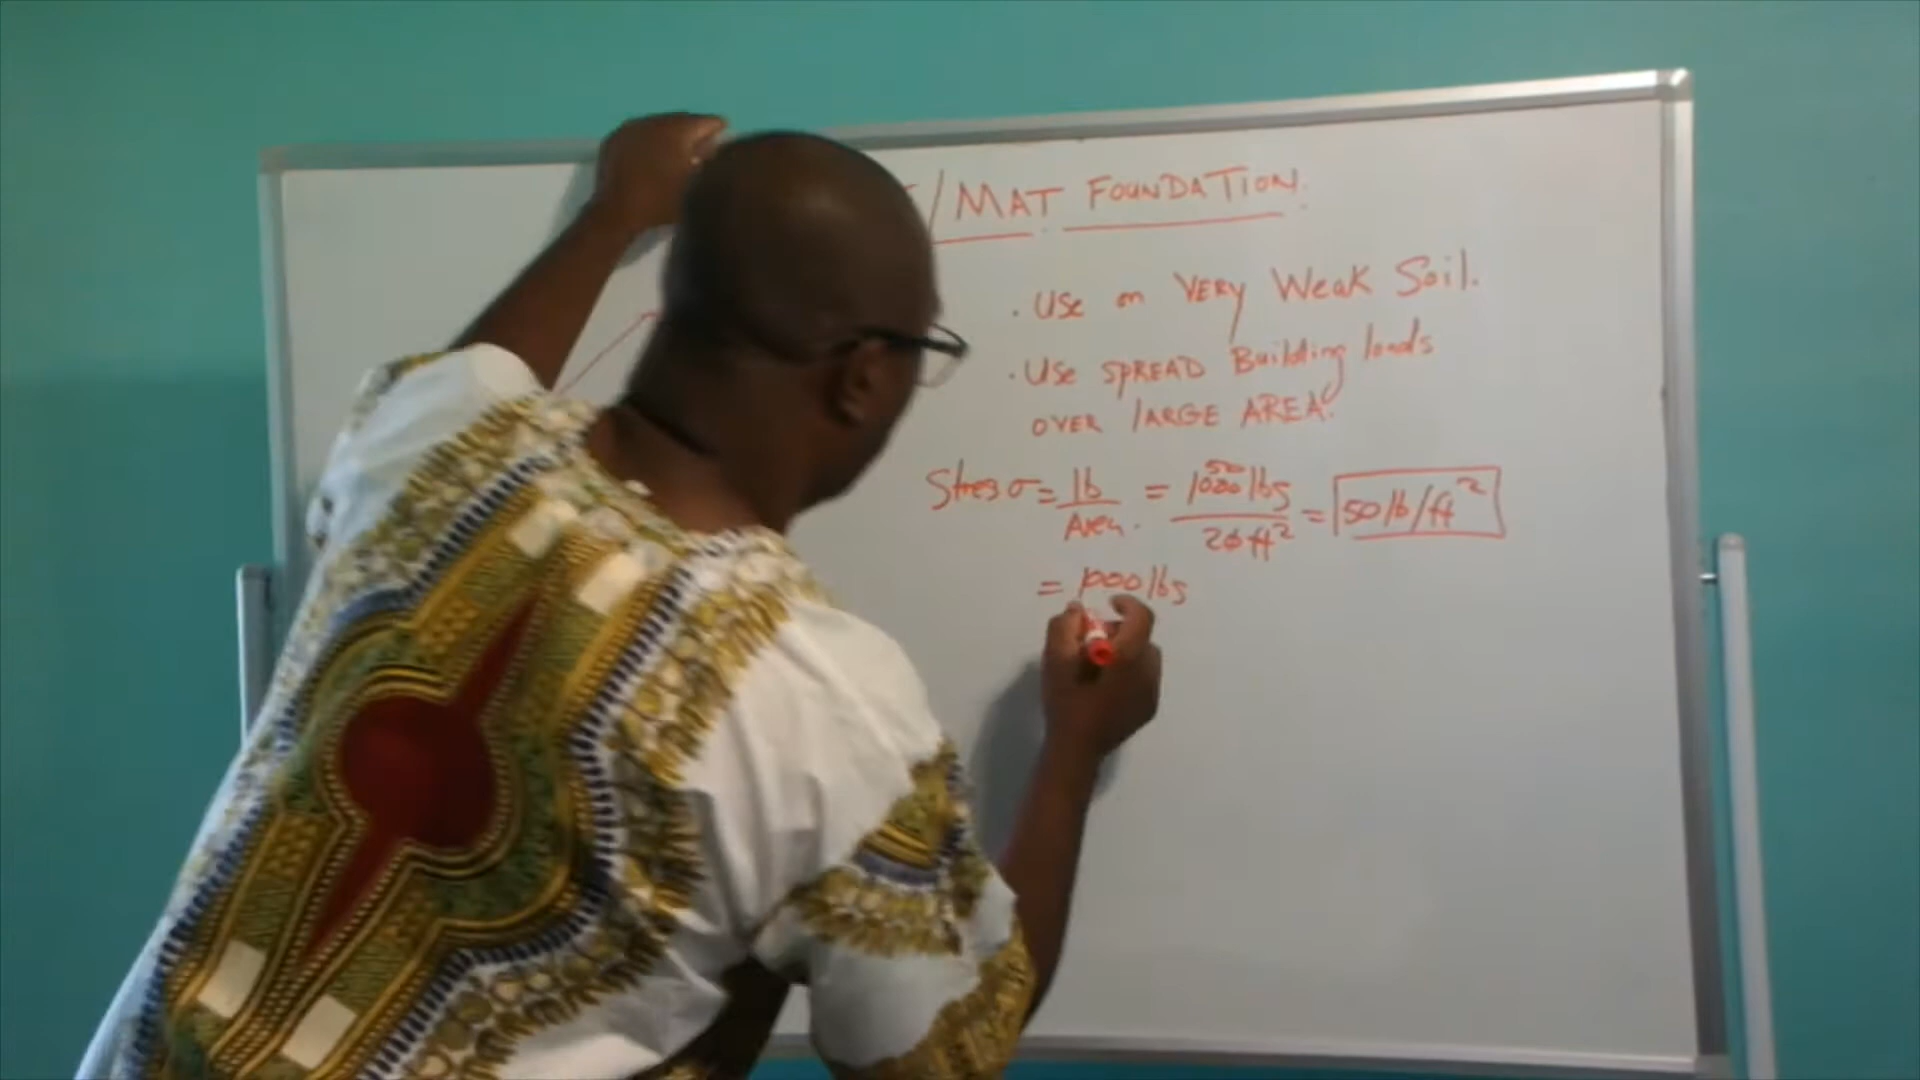 /MAT FOUNDATION.
· Use on VERY Weak Soil.
· Use SPREAD Building loads
OVER LARGE AREA.
Stress σ = lb/Area. = 1000 lbs/20 ft² = 50 lb/ft²
= 1000 lbs